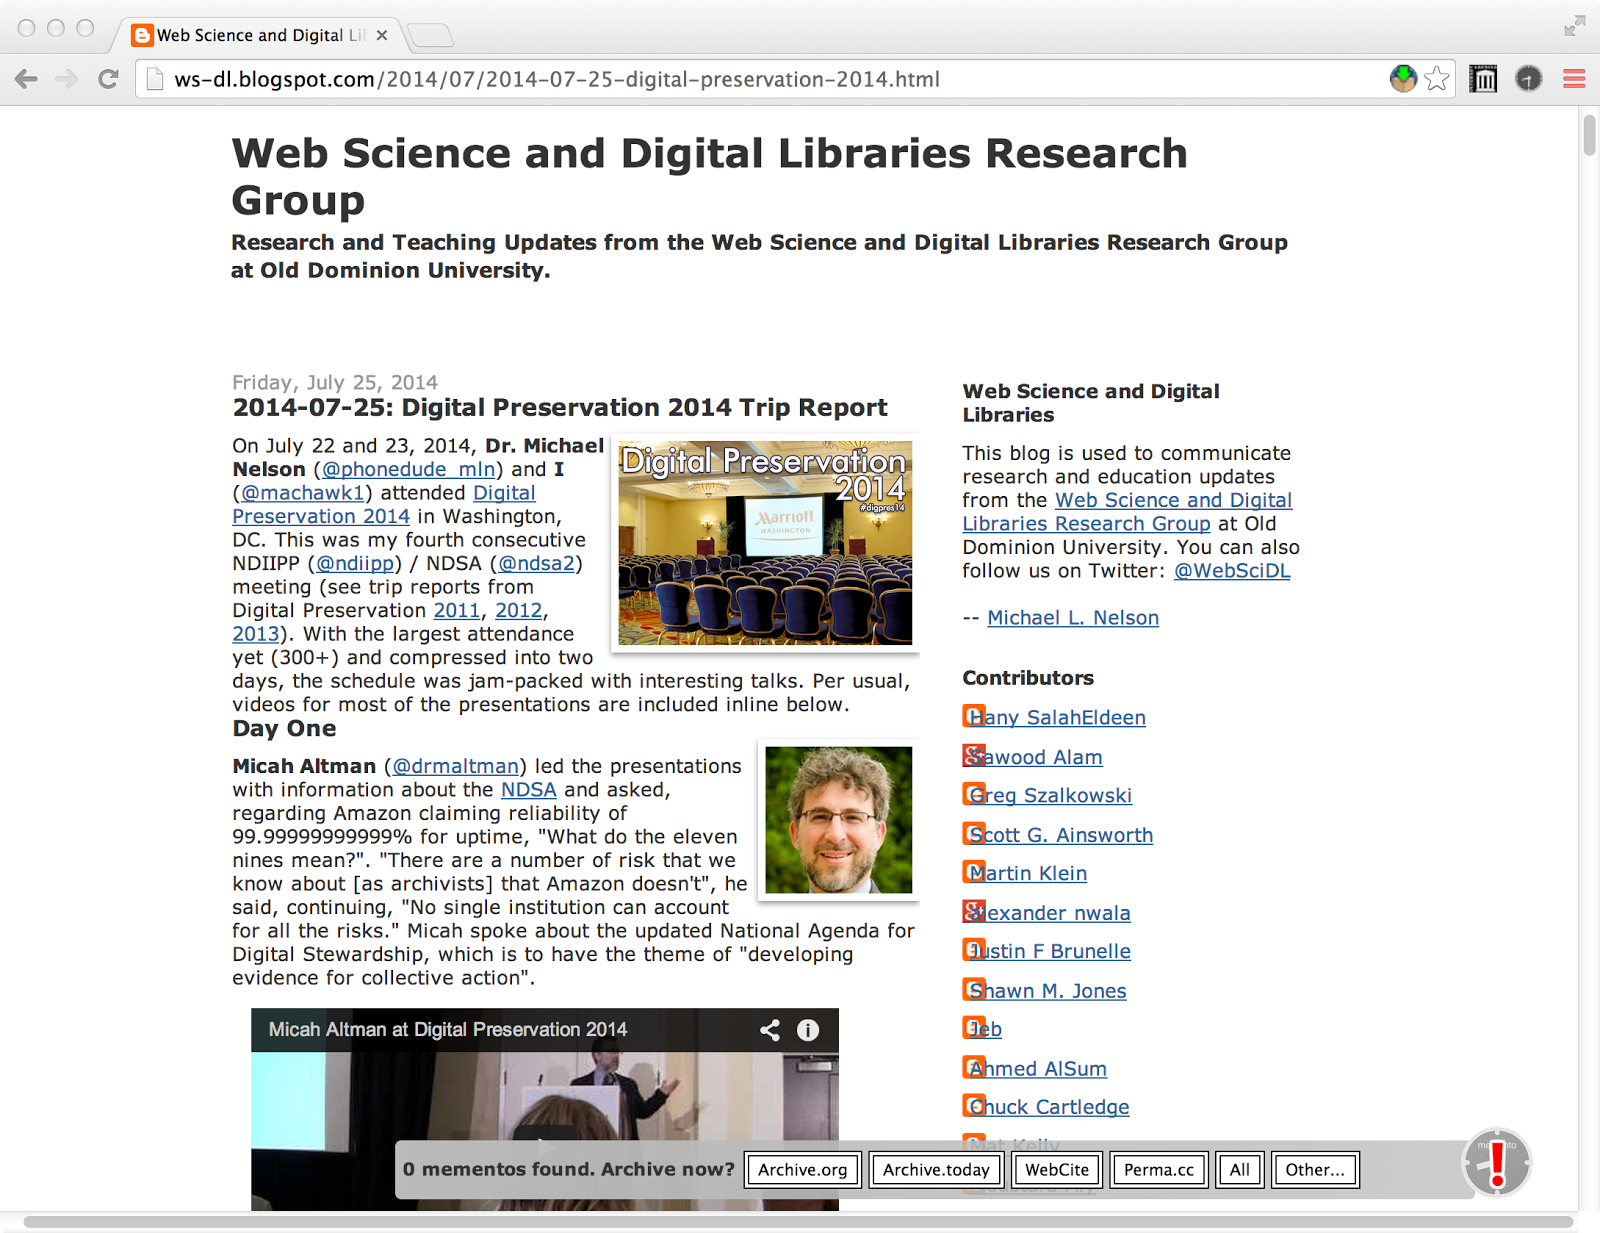 Web Science and Digital Lib
ws-dl.blogspot.com/2014/07/2014-07-25-digital-preservation-2014.html
Web Science and Digital Libraries Research
Group
Research and Teaching Updates from the Web Science and Digital Libraries Research Group
at Old Dominion University.
Friday, July 25, 2014
2014-07-25: Digital Preservation 2014 Trip Report
On July 22 and 23, 2014, Dr. Michael
Nelson (@phonedude_mln) and I
(@machawk1) attended Digital
Preservation 2014 in Washington,
DC. This was my fourth consecutive
NDIIPP (@ndiipp) / NDSA (@ndsa2)
meeting (see trip reports from
Digital Preservation 2011, 2012,
2013). With the largest attendance
yet (300+) and compressed into two
days, the schedule was jam-packed with interesting talks. Per usual,
videos for most of the presentations are included inline below.
Digital Preservation
2014
#digpres14
Marriott
WASHINGTON
Day One
Micah Altman (@drmaltman) led the presentations
with information about the NDSA and asked,
regarding Amazon claiming reliability of
99.99999999999% for uptime, "What do the eleven
nines mean?". "There are a number of risk that we
know about [as archivists] that Amazon doesn't", he
said, continuing, "No single institution can account
for all the risks." Micah spoke about the updated National Agenda for
Digital Stewardship, which is to have the theme of "developing
evidence for collective action".
Micah Altman at Digital Preservation 2014
Web Science and Digital
Libraries
This blog is used to communicate
research and education updates
from the Web Science and Digital
Libraries Research Group at Old
Dominion University. You can also
follow us on Twitter: @WebSciDL
-- Michael L. Nelson
Contributors
Hany SalahEldeen
Sawood Alam
Greg Szalkowski
Scott G. Ainsworth
Martin Klein
alexander nwala
Justin F Brunelle
Shawn M. Jones
Jeb
Ahmed AlSum
Chuck Cartledge
Mat Kelly
0 mementos found. Archive now? Archive.org Archive.today WebCite Perma.cc All Other...